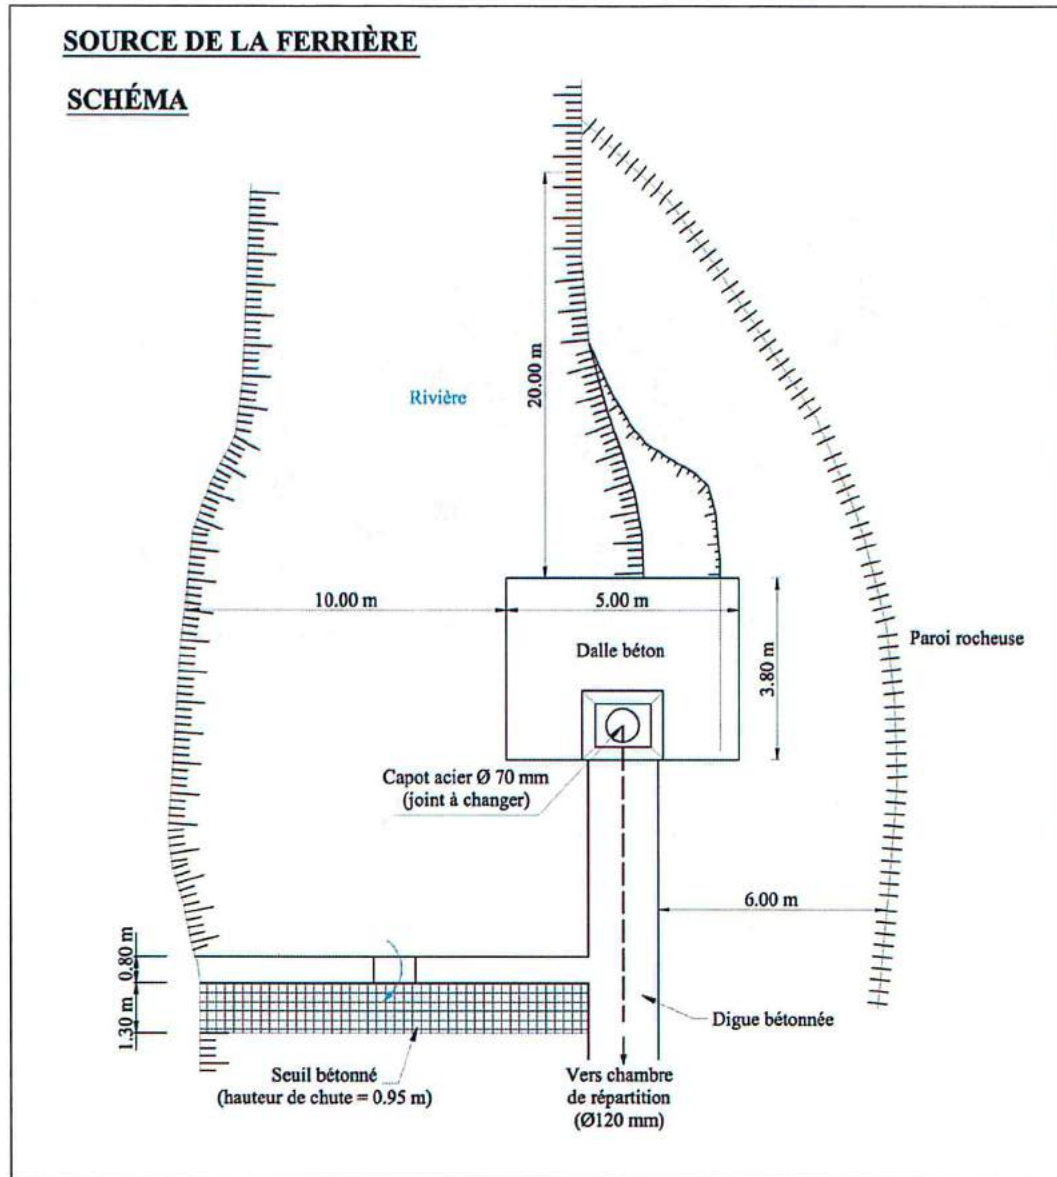 SOURCE DE LA FERRIÈRE
SCHÉMA
20.00 m
Rivière
10.00 m
5.00 m
Dalle béton
3.80 m
Paroi rocheuse
Capot acier Ø 70 mm
(joint à changer)
6.00 m
0.80 m
1.30 m
Digue bétonnée
Seuil bétonné
(hauteur de chute = 0.95 m)
Vers chambre
de répartition
(Ø120 mm)